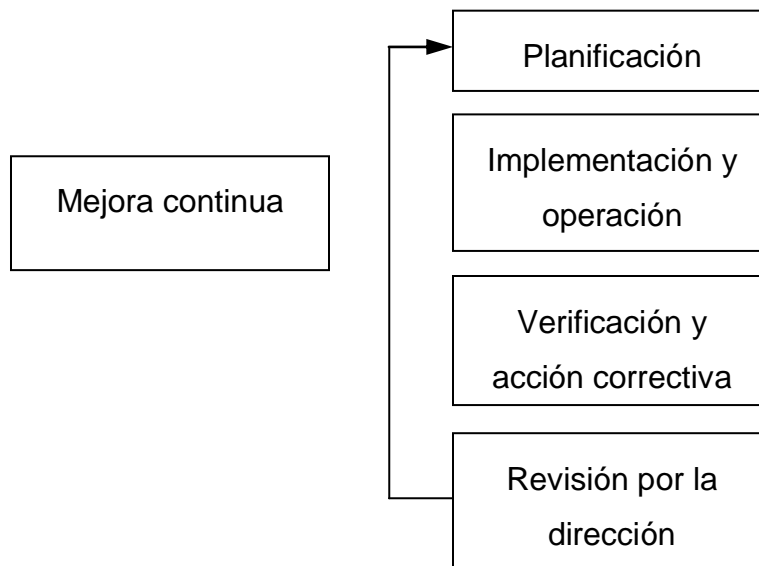 Planificación
Mejora continua
Implementación y
operación
Verificación y
acción correctiva
Revisión por la
dirección